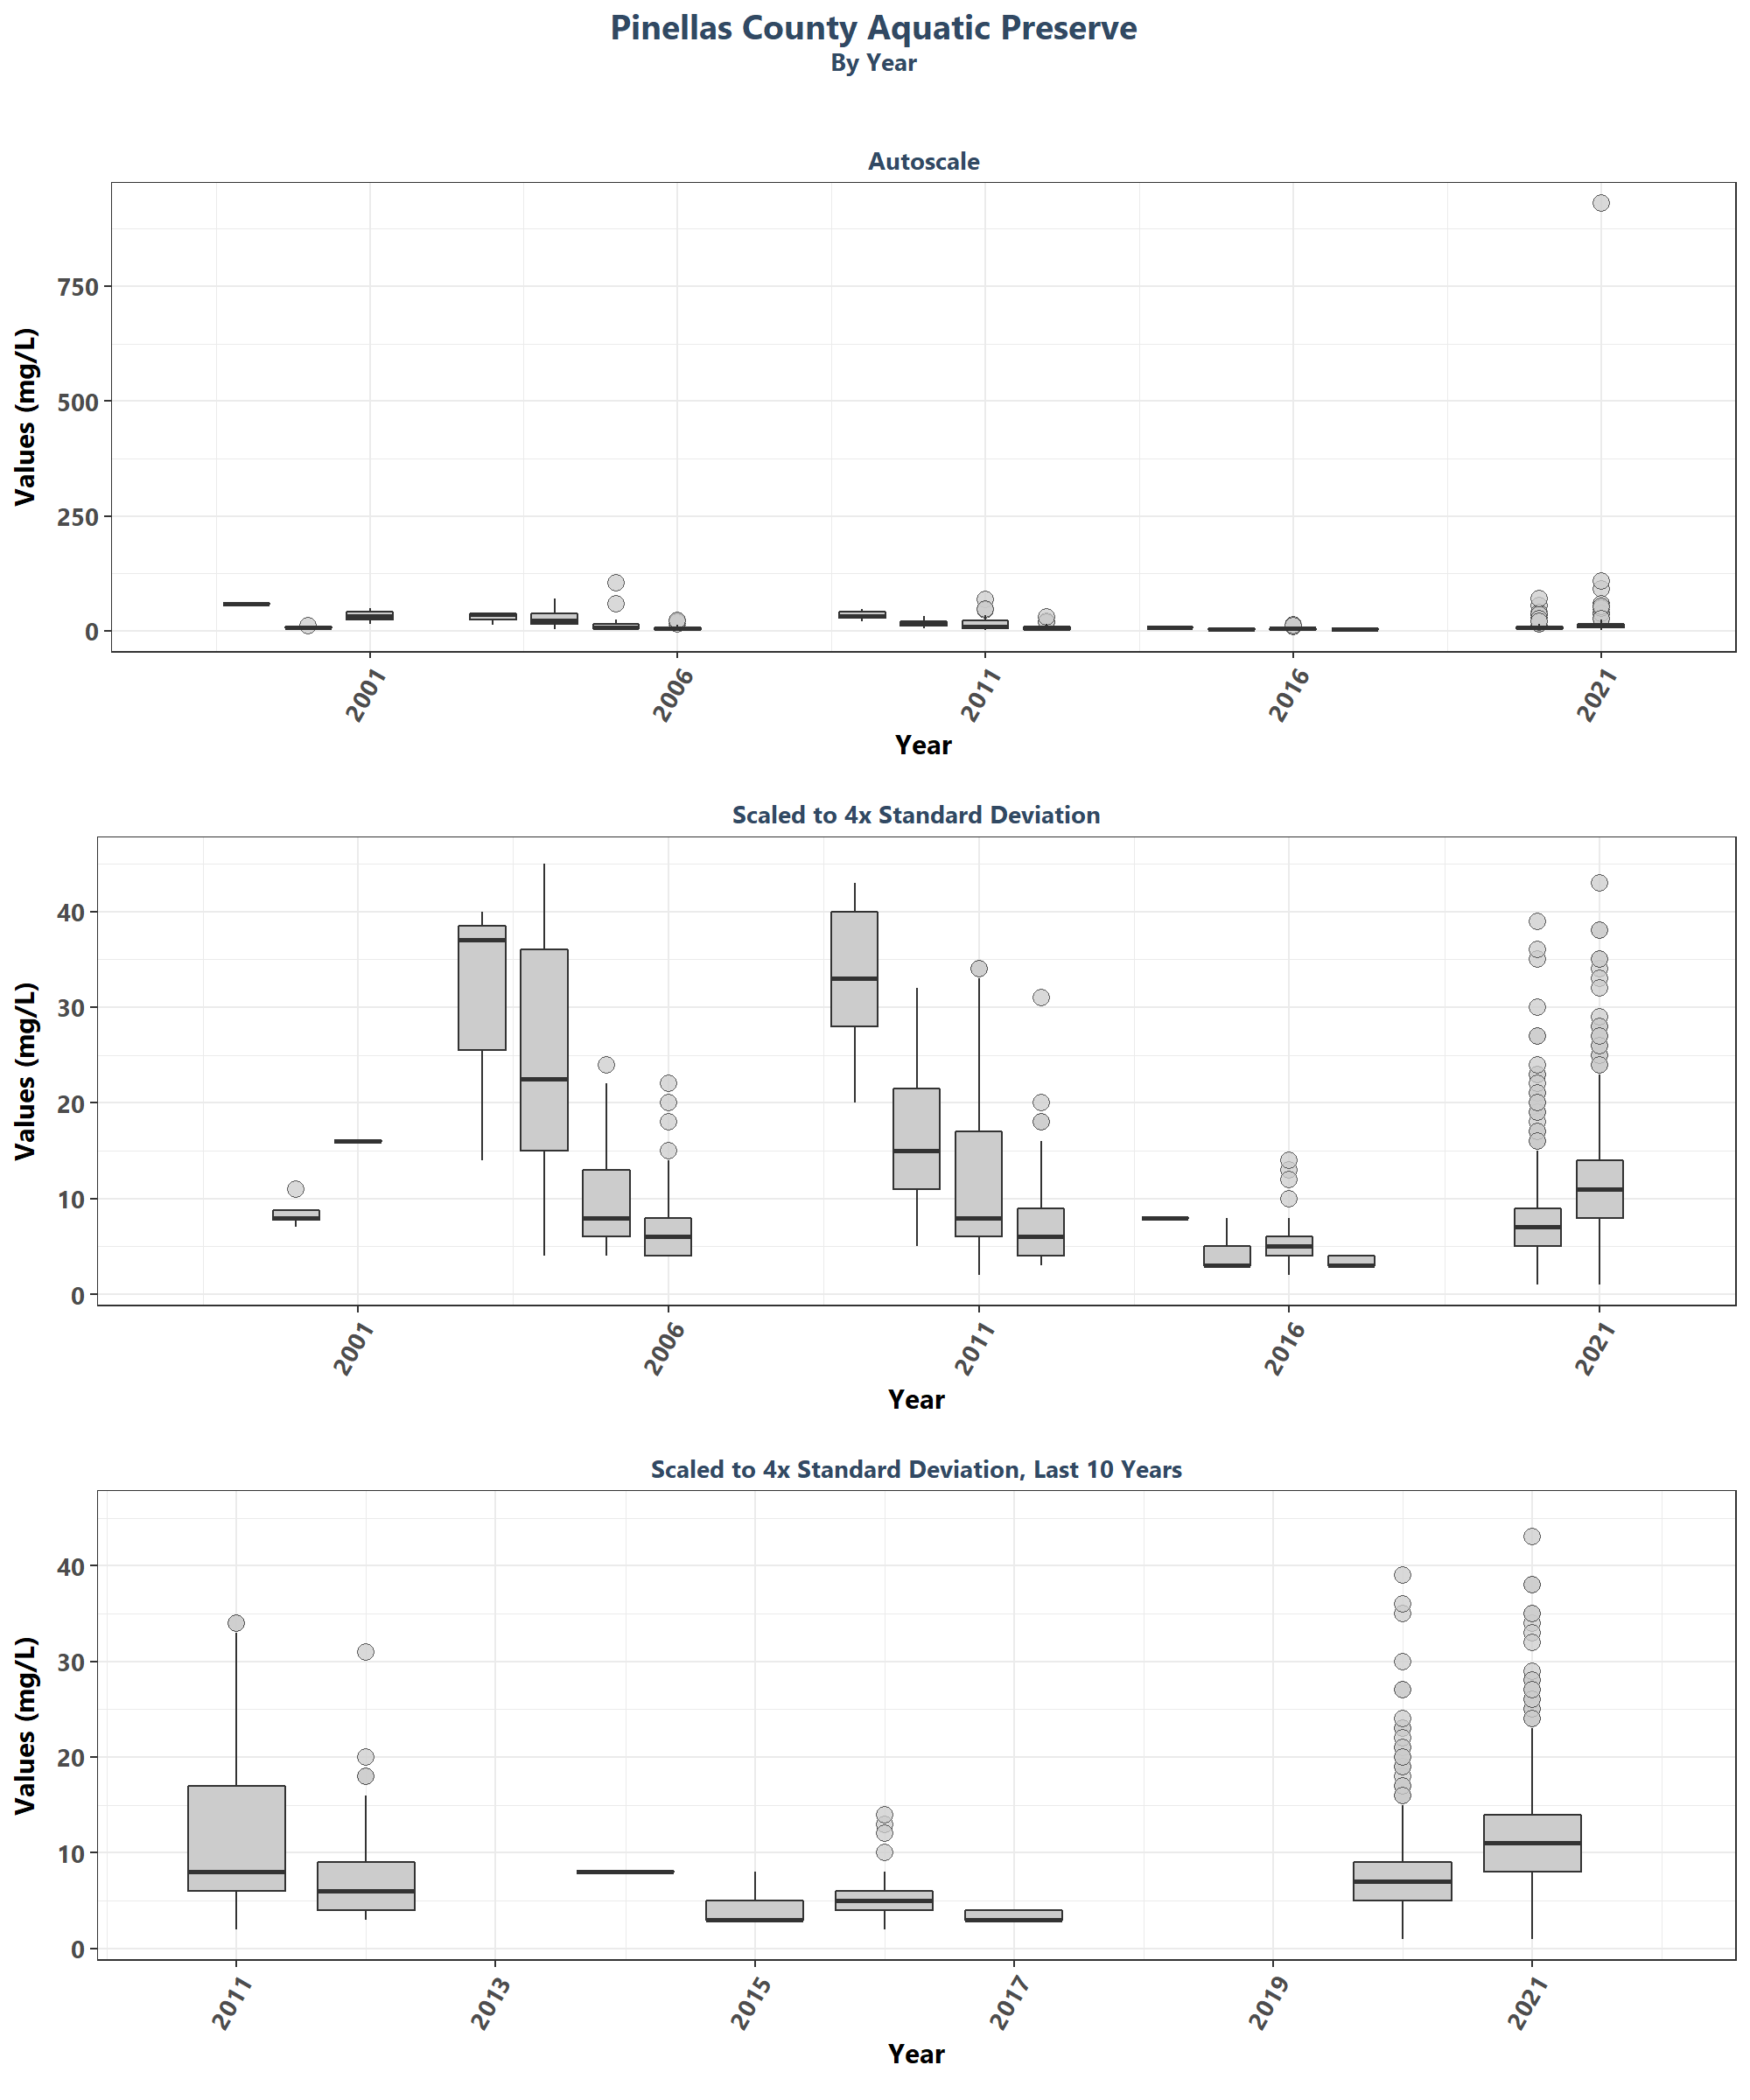 Pinellas County Aquatic Preserve
By Year
Autoscale
Values (mg/L)
750
500
250
0
2001
2006
2011
2016
2021
Year
Scaled to 4x Standard Deviation
Values (mg/L)
40
30
20
10
0
2001
2006
2011
2016
2021
Year
Scaled to 4x Standard Deviation, Last 10 Years
Values (mg/L)
40
30
20
10
0
2011
2013
2015
2017
2019
2021
Year